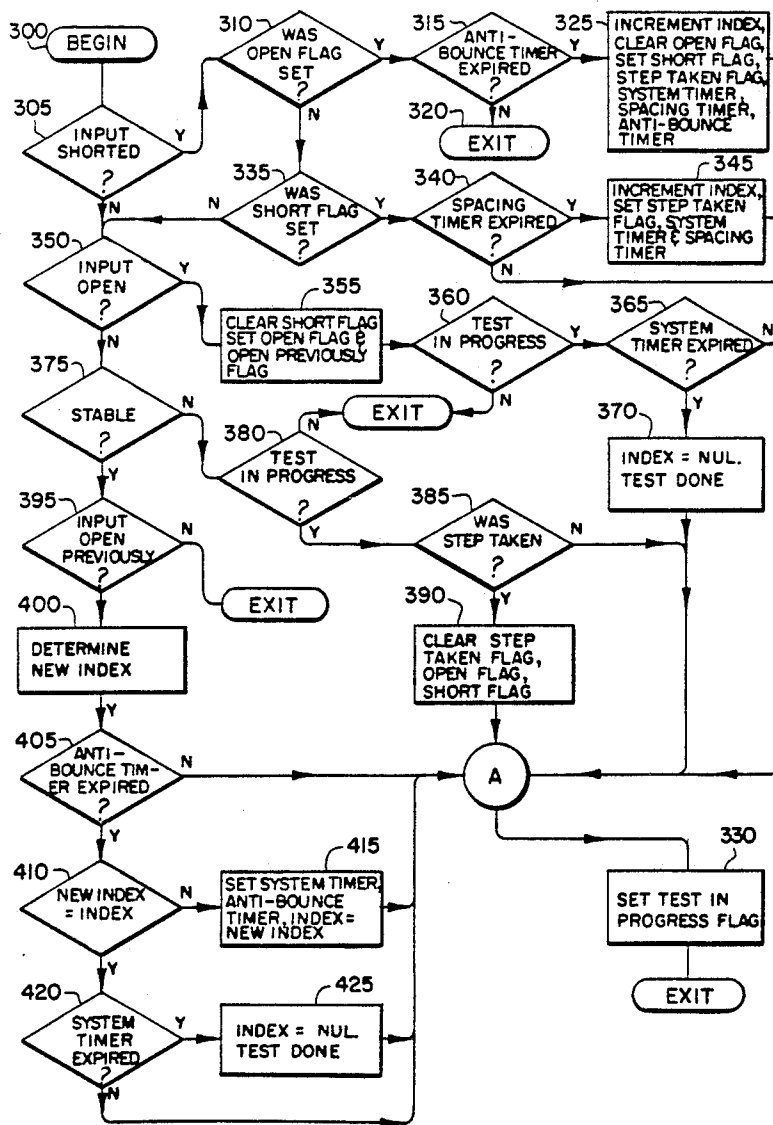 300
BEGIN
305
INPUT
SHORTED
?
Y
N
310
WAS
OPEN FLAG
SET
?
Y
N
315
ANTI-
BOUNCE TIMER
EXPIRED
?
Y
N
320
EXIT
325
INCREMENT INDEX,
CLEAR OPEN FLAG,
SET SHORT FLAG,
STEP TAKEN FLAG,
SYSTEM TIMER,
SPACING TIMER,
ANTI-BOUNCE
TIMER
335
WAS
SHORT FLAG
SET
?
N
Y
340
SPACING
TIMER EXPIRED
?
Y
N
345
INCREMENT INDEX,
SET STEP TAKEN
FLAG, SYSTEM
TIMER & SPACING
TIMER
350
INPUT
OPEN
?
Y
N
355
CLEAR SHORT FLAG
SET OPEN FLAG &
OPEN PREVIOUSLY
FLAG
360
TEST
IN PROGRESS
?
Y
N
365
SYSTEM
TIMER EXPIRED
?
N
Y
370
INDEX = NUL.
TEST DONE
EXIT
375
STABLE
?
N
Y
380
TEST
IN PROGRESS
?
N
Y
385
WAS
STEP TAKEN
?
N
Y
390
CLEAR STEP
TAKEN FLAG,
OPEN FLAG,
SHORT FLAG
395
INPUT
OPEN
PREVIOUSLY
?
N
Y
EXIT
400
DETERMINE
NEW INDEX
Y
405
ANTI-
BOUNCE TIM-
ER EXPIRED
?
N
Y
A
410
NEW INDEX
= INDEX
N
Y
415
SET SYSTEM TIMER,
ANTI-BOUNCE
TIMER, INDEX =
NEW INDEX
330
SET TEST IN
PROGRESS FLAG
EXIT
420
SYSTEM
TIMER
EXPIRED
?
Y
N
425
INDEX = NUL.
TEST DONE